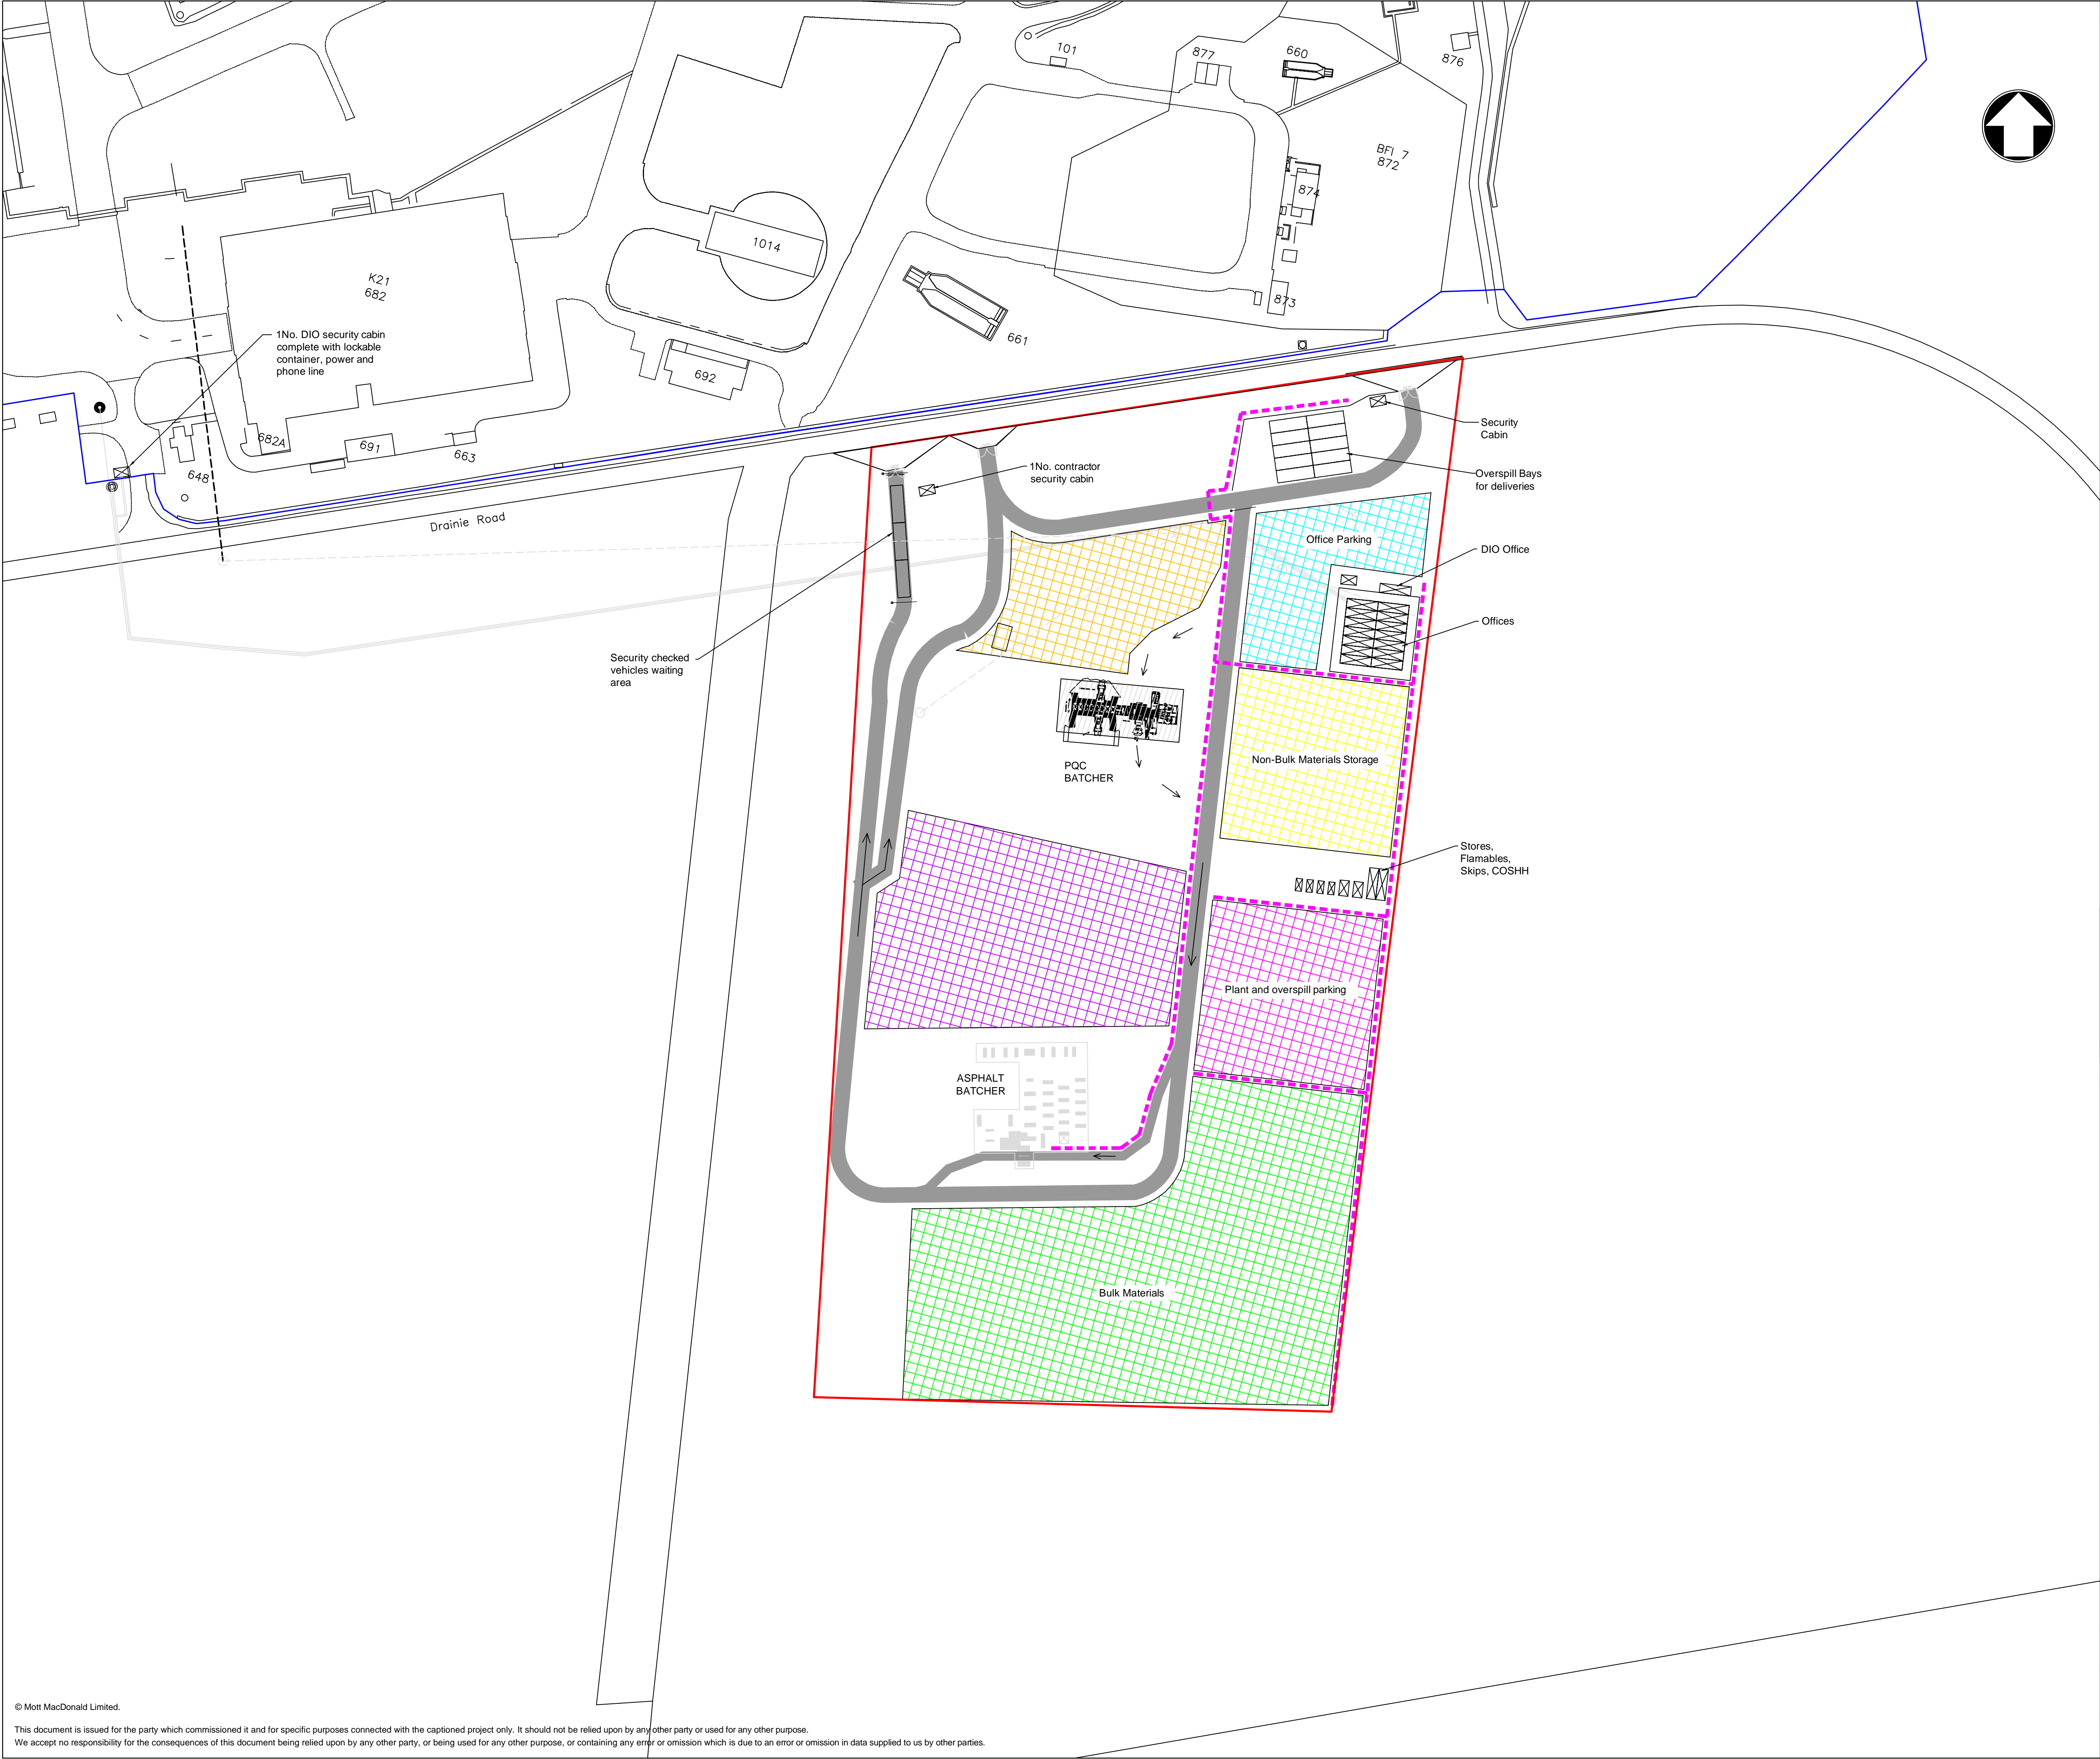 101
877
660
876
BFI 7
872
874
873
1014
K21
682
661
692
1No. DIO security cabin
complete with lockable
container, power and
phone line
682A
691
663
648
Drainie Road
Security
Cabin
1No. contractor
security cabin
Overspill Bays
for deliveries
Office Parking
DIO Office
Offices
Security checked
vehicles waiting
area
PQC
BATCHER
Non-Bulk Materials Storage
Stores,
Flamables,
Skips, COSHH
Plant and overspill parking
ASPHALT
BATCHER
Bulk Materials
© Mott MacDonald Limited.
This document is issued for the party which commissioned it and for specific purposes connected with the captioned project only. It should not be relied upon by any other party or used for any other purpose.
We accept no responsibility for the consequences of this document being relied upon by any other party, or being used for any other purpose, or containing any error or omission which is due to an error or omission in data supplied to us by other parties.